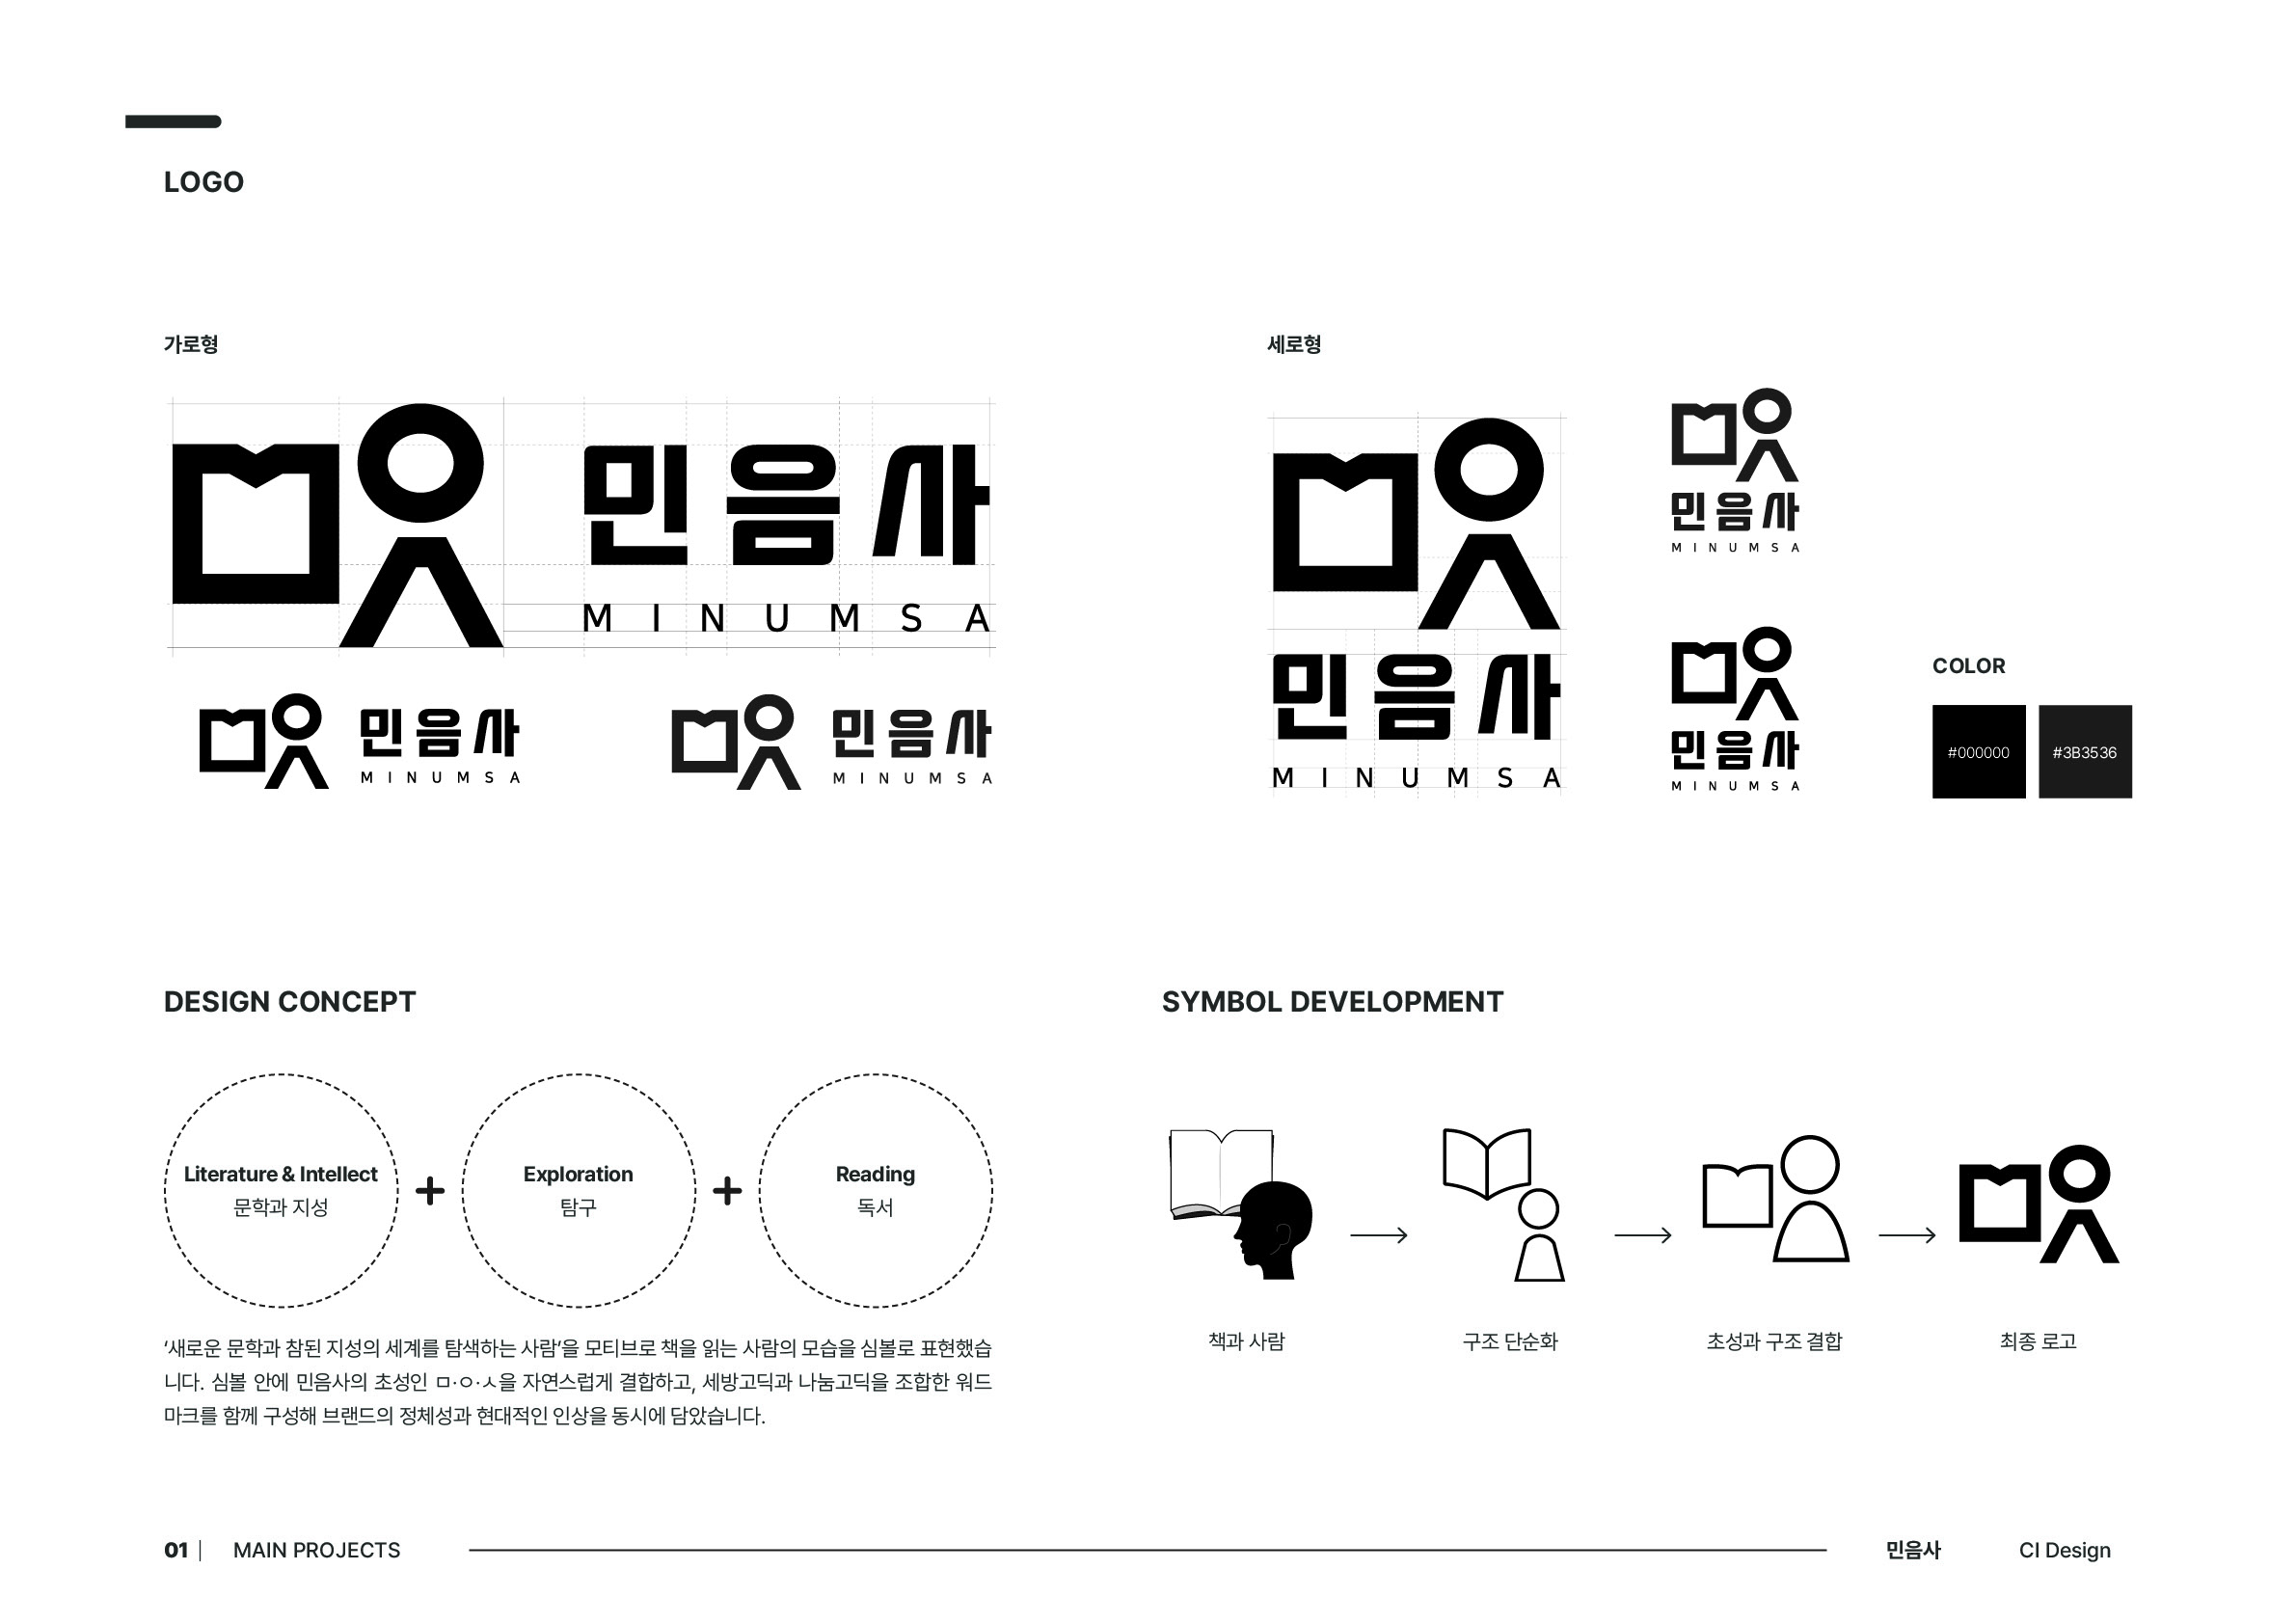 LOGO
가로형
민음사
MINUMSA
민음사
MINUMSA
민음사
MINUMSA
세로형
민음사
MINUMSA
민음사
MINUMSA
민음사
MINUMSA
COLOR
#000000
#3B3536
DESIGN CONCEPT
Literature & Intellect
문학과 지성
+
Exploration
탐구
+
Reading
독서
‘새로운 문학과 참된 지성의 세계를 탐색하는 사람’을 모티브로 책을 읽는 사람의 모습을 심볼로 표현했습
니다. 심볼 안에 민음사의 초성인 ㅁ·ㅇ·ㅅ을 자연스럽게 결합하고, 세방고딕과 나눔고딕을 조합한 워드
마크를 함께 구성해 브랜드의 정체성과 현대적인 인상을 동시에 담았습니다.
SYMBOL DEVELOPMENT
책과 사람
구조 단순화
초성과 구조 결합
최종 로고
01 | MAIN PROJECTS
민음사
CI Design